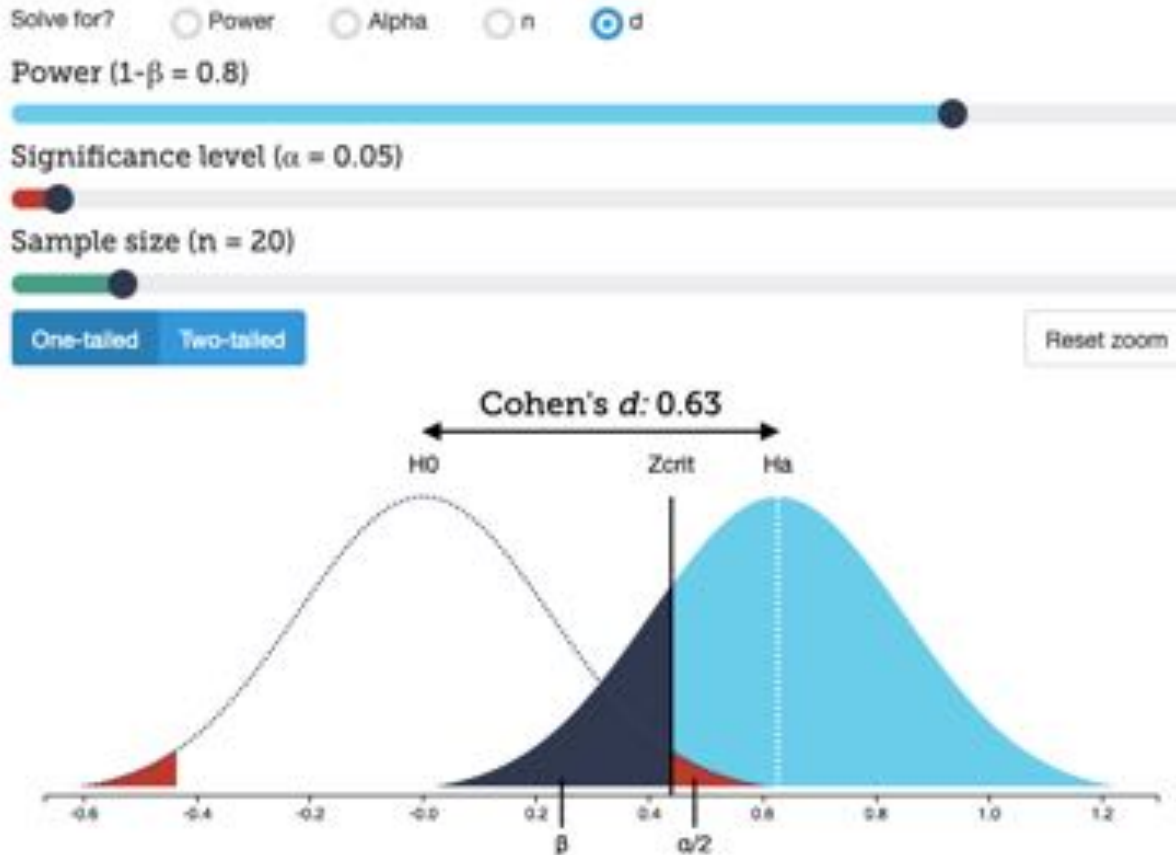 Solve for? Power Alpha n d
Power (1-β = 0.8)
Significance level (α = 0.05)
Sample size (n = 20)
One-tailed Two-tailed Reset zoom
Cohen's d: 0.63
H0 Zcrit Ha
-0.6 -0.4 -0.2 -0.0 0.2 0.4 0.6 0.8 1.0 1.2
β α/2